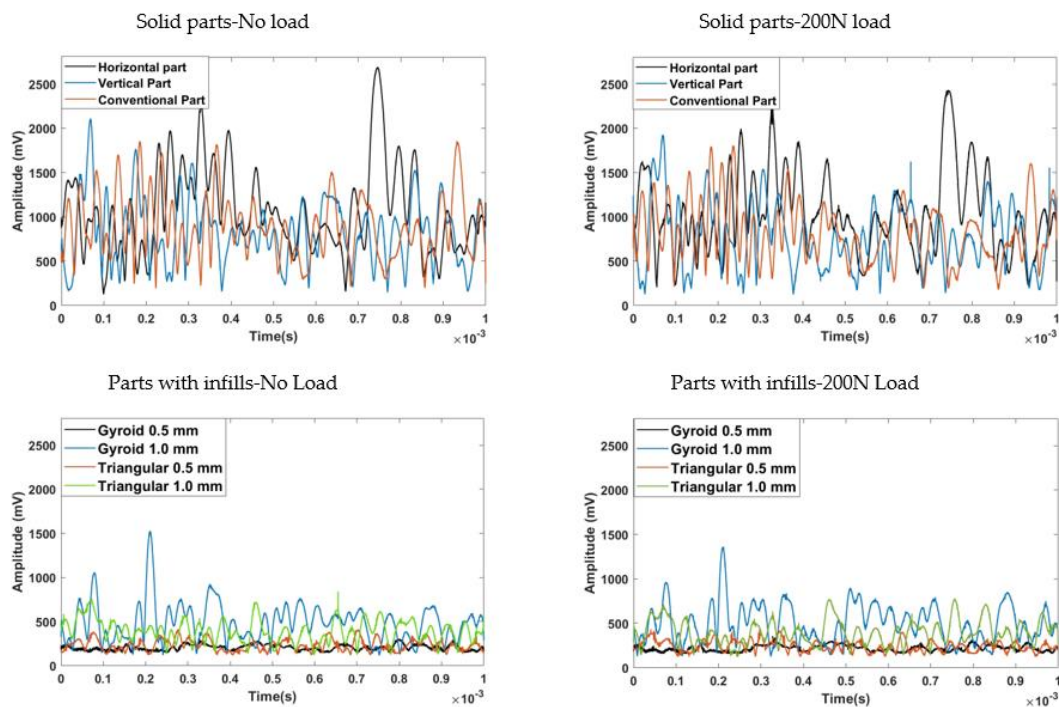 Solid parts-No load
2500
2000
1500
1000
500
0
Amplitude (mV)
Horizontal part
Vertical Part
Conventional Part
0 0.1 0.2 0.3 0.4 0.5 0.6 0.7 0.8 0.9 1
Time(s)
×10⁻³
Solid parts-200N load
2500
2000
1500
1000
500
0
Amplitude (mV)
Horizontal part
Vertical Part
Conventional Part
0 0.1 0.2 0.3 0.4 0.5 0.6 0.7 0.8 0.9 1
Time(s)
×10⁻³
Parts with infills-No Load
2500
2000
1500
1000
500
0
Amplitude (mV)
Gyroid 0.5 mm
Gyroid 1.0 mm
Triangular 0.5 mm
Triangular 1.0 mm
0 0.1 0.2 0.3 0.4 0.5 0.6 0.7 0.8 0.9 1
Time(s)
×10⁻³
Parts with infills-200N Load
2500
2000
1500
1000
500
0
Amplitude (mV)
Gyroid 0.5 mm
Gyroid 1.0 mm
Triangular 0.5 mm
Triangular 1.0 mm
0 0.1 0.2 0.3 0.4 0.5 0.6 0.7 0.8 0.9 1
Time(s)
×10⁻³